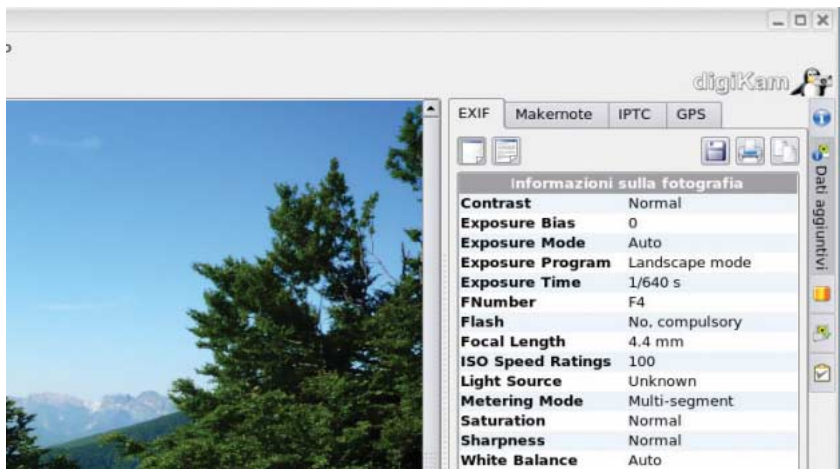 digiKam
EXIF Makernote IPTC GPS
Informazioni sulla fotografia
Contrast Normal
Exposure Bias 0
Exposure Mode Auto
Exposure Program Landscape mode
Exposure Time 1/640 s
FNumber F4
Flash No, compulsory
Focal Length 4.4 mm
ISO Speed Ratings 100
Light Source Unknown
Metering Mode Multi-segment
Saturation Normal
Sharpness Normal
White Balance Auto
Dati aggiuntivi